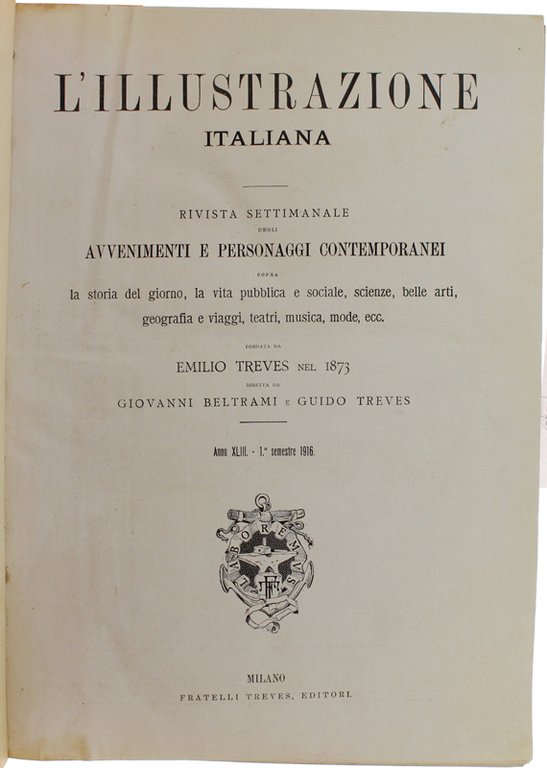 L'ILLUSTRAZIONE
ITALIANA
RIVISTA SETTIMANALE
DEGLI
AVVENIMENTI E PERSONAGGI CONTEMPORANEI
SOPRA
la storia del giorno, la vita pubblica e sociale, scienze, belle arti,
geografia e viaggi, teatri, musica, mode, ecc.
FONDATA DA
EMILIO TREVES NEL 1873
DIRETTA DA
GIOVANNI BELTRAMI E GUIDO TREVES
Anno XLIII. - 1.º semestre 1916.
LABOREMVS
MILANO
FRATELLI TREVES, EDITORI.